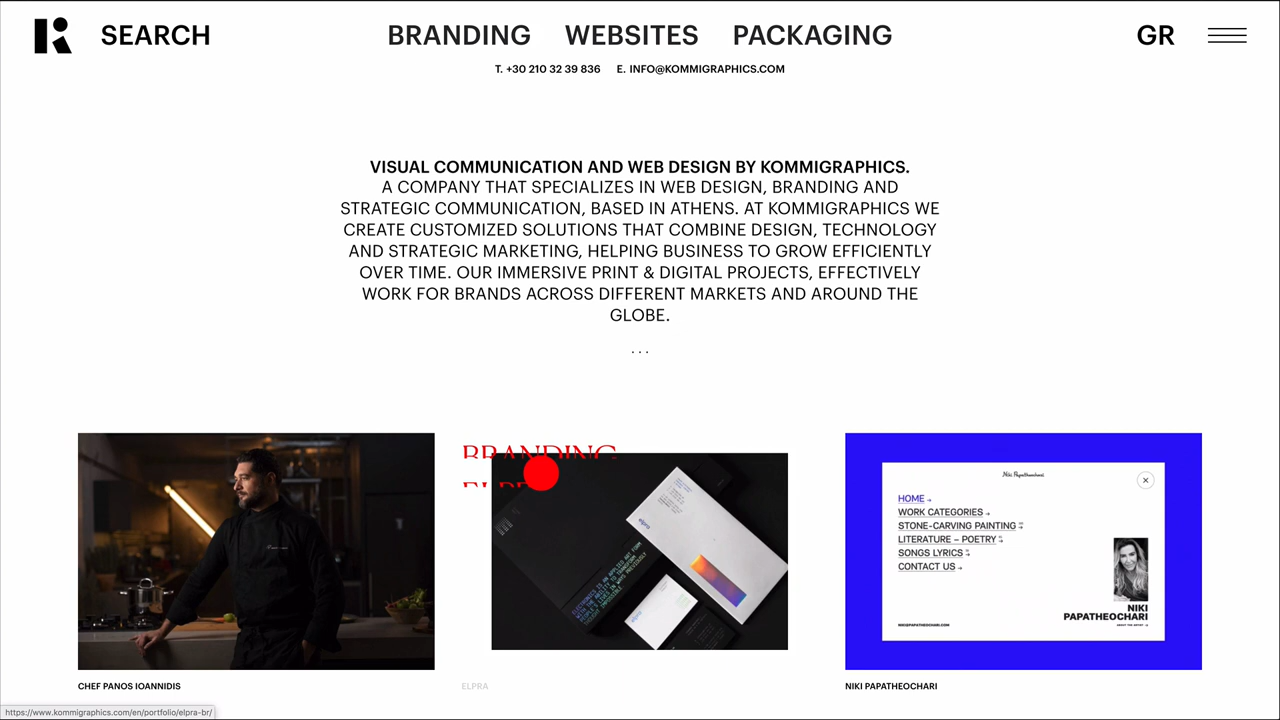 SEARCH
BRANDING WEBSITES PACKAGING
GR
T. +30 210 32 39 836 E. INFO@KOMMIGRAPHICS.COM
VISUAL COMMUNICATION AND WEB DESIGN BY KOMMIGRAPHICS.
A COMPANY THAT SPECIALIZES IN WEB DESIGN, BRANDING AND
STRATEGIC COMMUNICATION, BASED IN ATHENS. AT KOMMIGRAPHICS WE
CREATE CUSTOMIZED SOLUTIONS THAT COMBINE DESIGN, TECHNOLOGY
AND STRATEGIC MARKETING, HELPING BUSINESS TO GROW EFFICIENTLY
OVER TIME. OUR IMMERSIVE PRINT & DIGITAL PROJECTS, EFFECTIVELY
WORK FOR BRANDS ACROSS DIFFERENT MARKETS AND AROUND THE
GLOBE.
...
BRANDING
elpra
elpra
Niki Papatheochari
HOME
WORK CATEGORIES
STONE-CARVING PAINTING
LITERATURE – POETRY
SONGS LYRICS
CONTACT US
NIKI
PAPATHEOCHARI
CHEF PANOS IOANNIDIS
ELPRA
NIKI PAPATHEOCHARI
https://www.kommigraphics.com/en/portfolio/elpra-br/